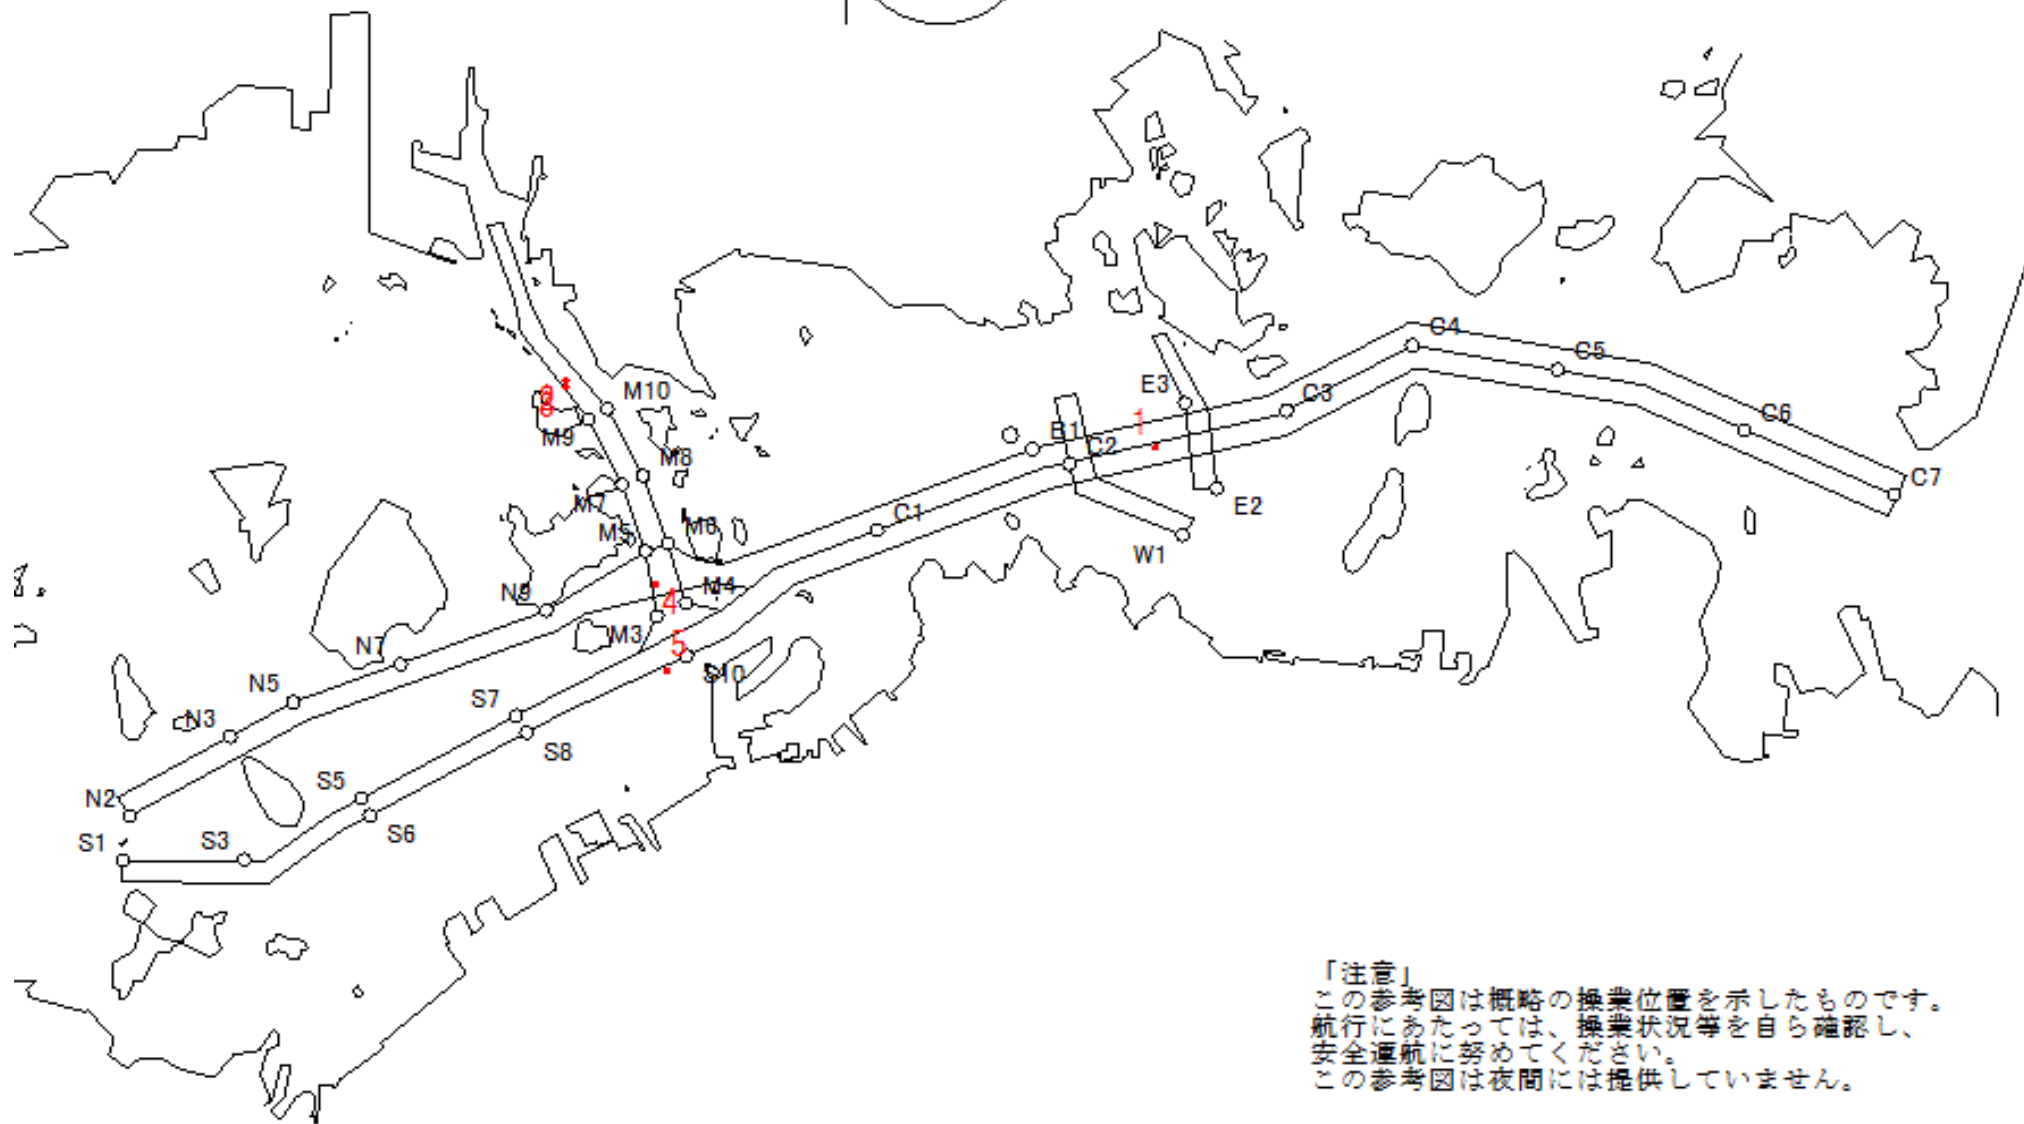 C4
C5
M10
E3
C3
1
C6
M9
B1
C2
M8
C7
M7
E2
M5
M6
C1
W1
N9
M4
4
M3
5
N7
S10
N5
S7
N3
S8
S5
N2
S6
S1
S3
「注意」
この参考図は概略の操業位置を示したものです。
航行にあたっては、操業状況等を自ら確認し、
安全運航に努めてください。
この参考図は夜間には提供していません。